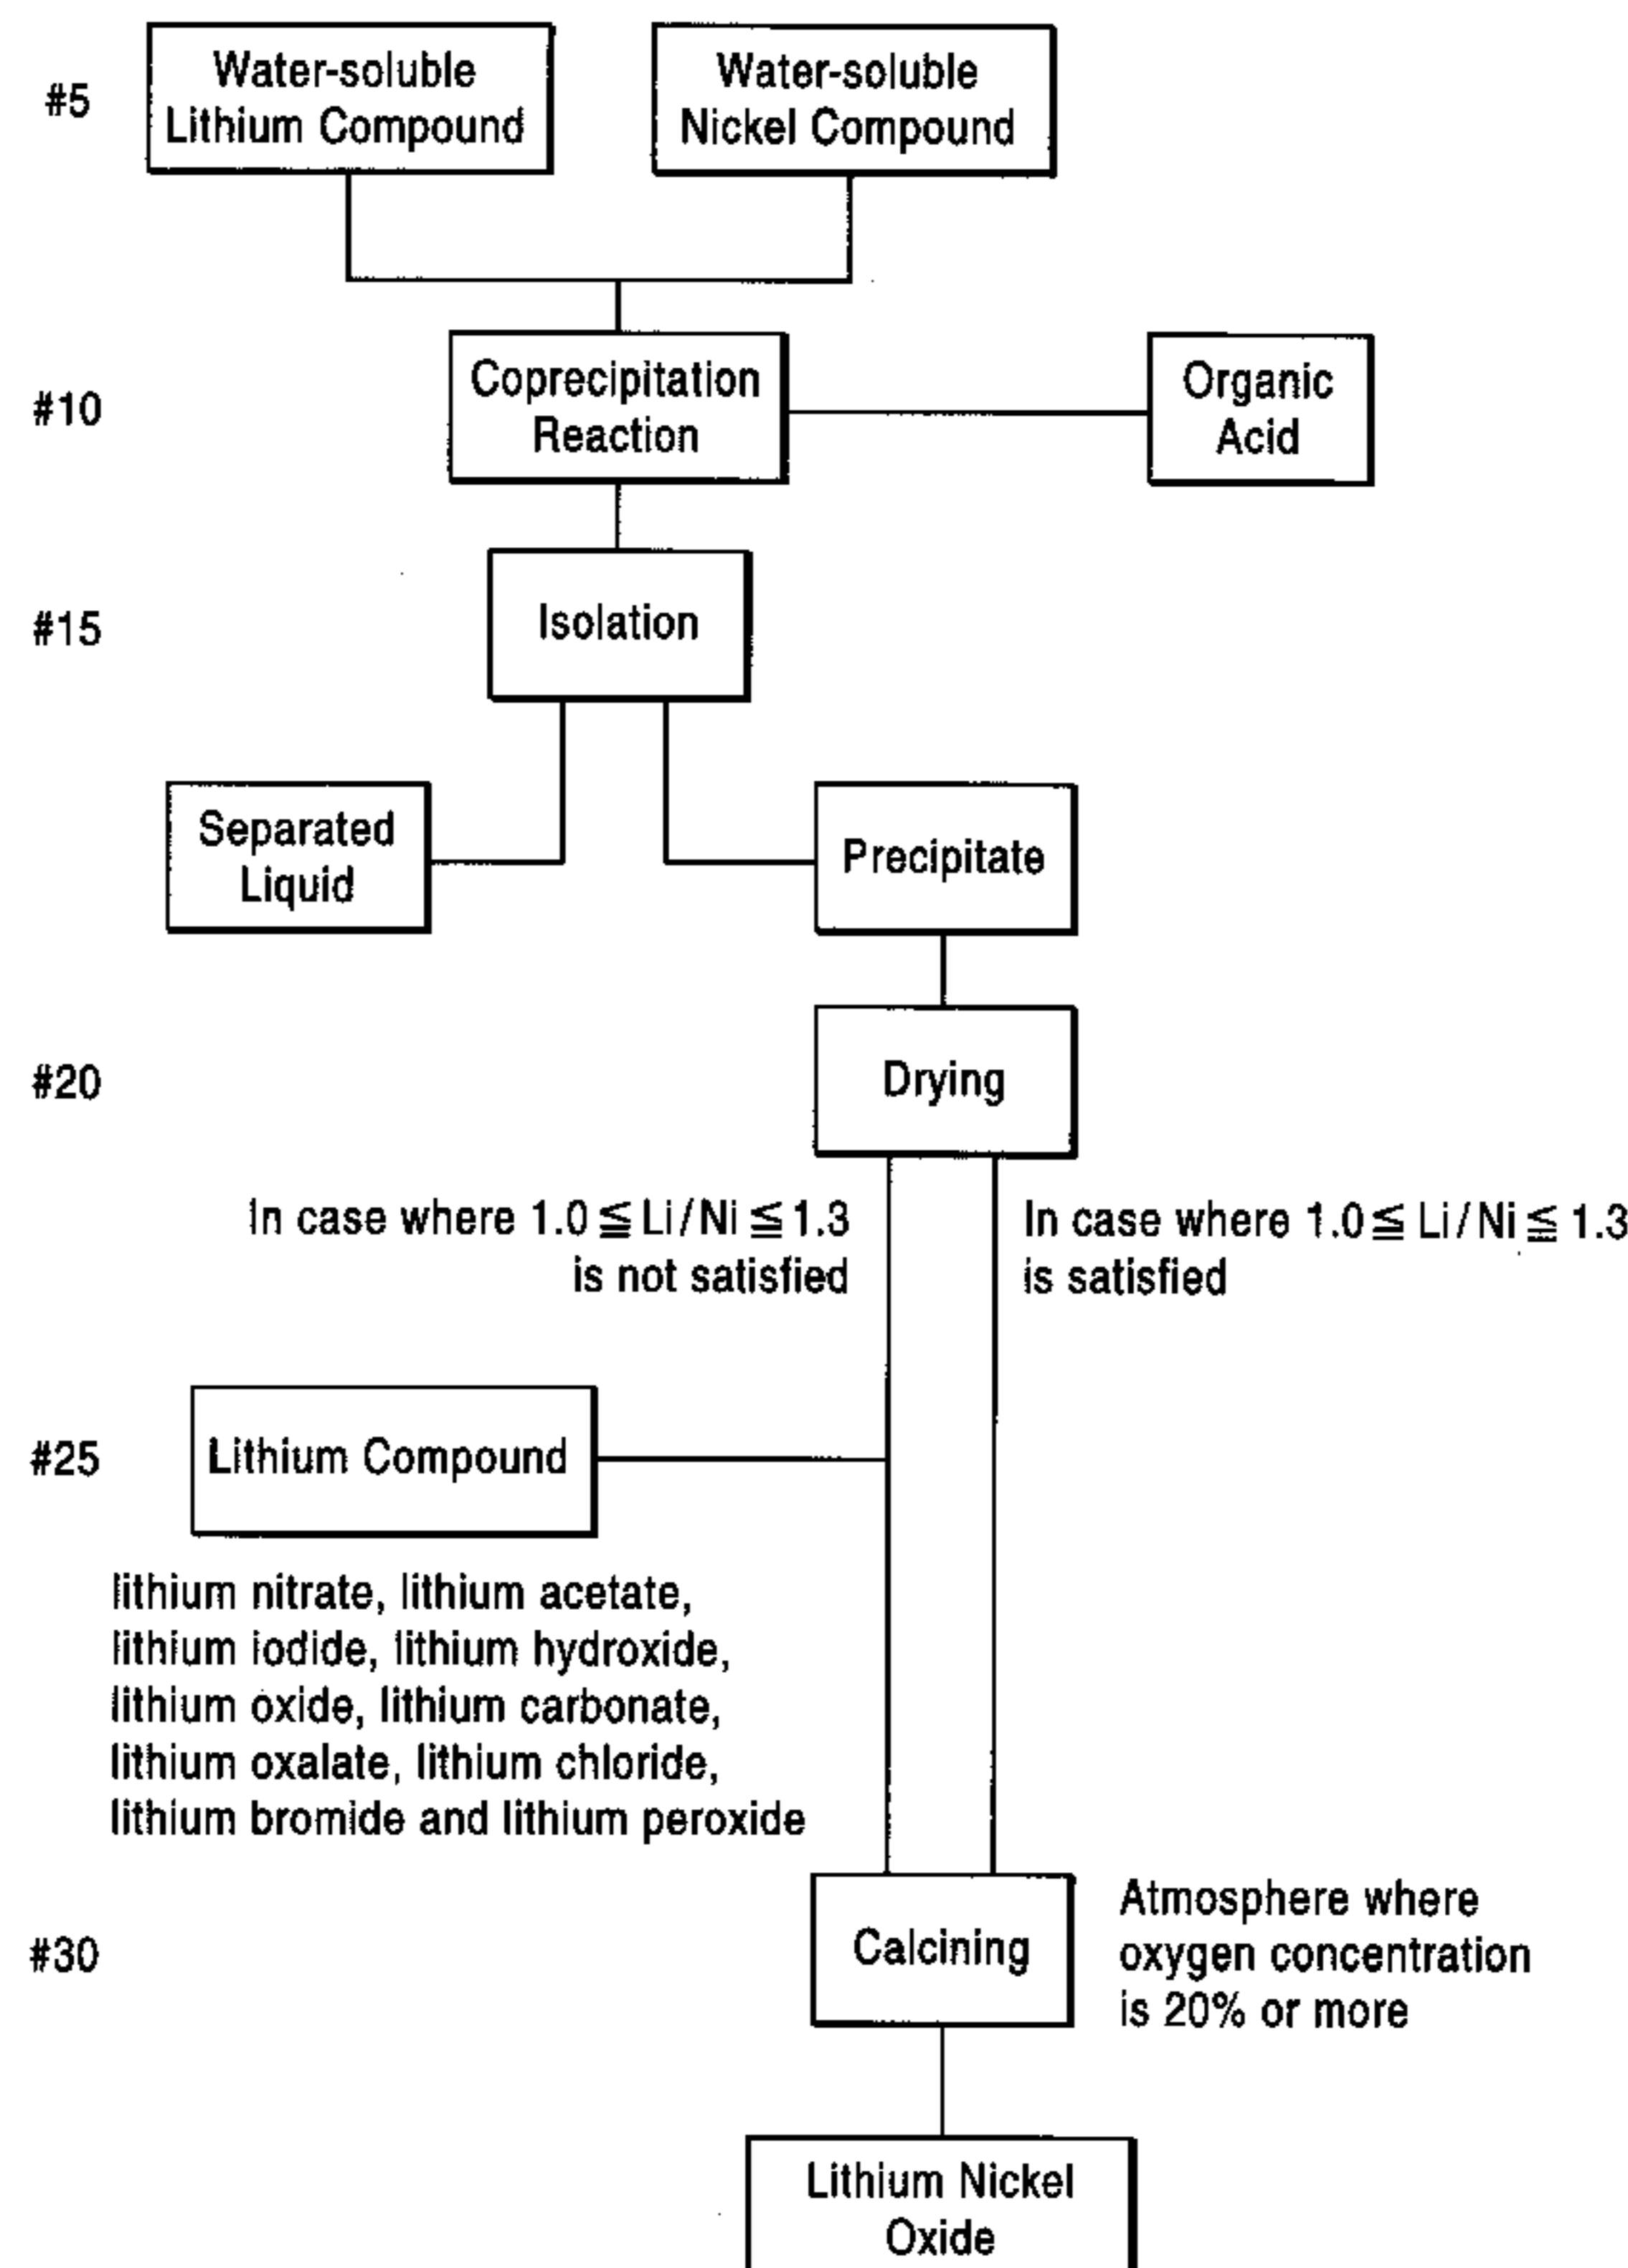 #5
Water-soluble
Lithium Compound
Water-soluble
Nickel Compound
#10
Coprecipitation
Reaction
Organic
Acid
#15
Isolation
Separated
Liquid
Precipitate
#20
Drying
In case where 1.0 ≦ Li/Ni ≦ 1.3
is not satisfied
In case where 1.0 ≦ Li/Ni ≦ 1.3
is satisfied
#25
Lithium Compound
lithium nitrate, lithium acetate,
lithium iodide, lithium hydroxide,
lithium oxide, lithium carbonate,
lithium oxalate, lithium chloride,
lithium bromide and lithium peroxide
#30
Calcining
Atmosphere where
oxygen concentration
is 20% or more
Lithium Nickel
Oxide